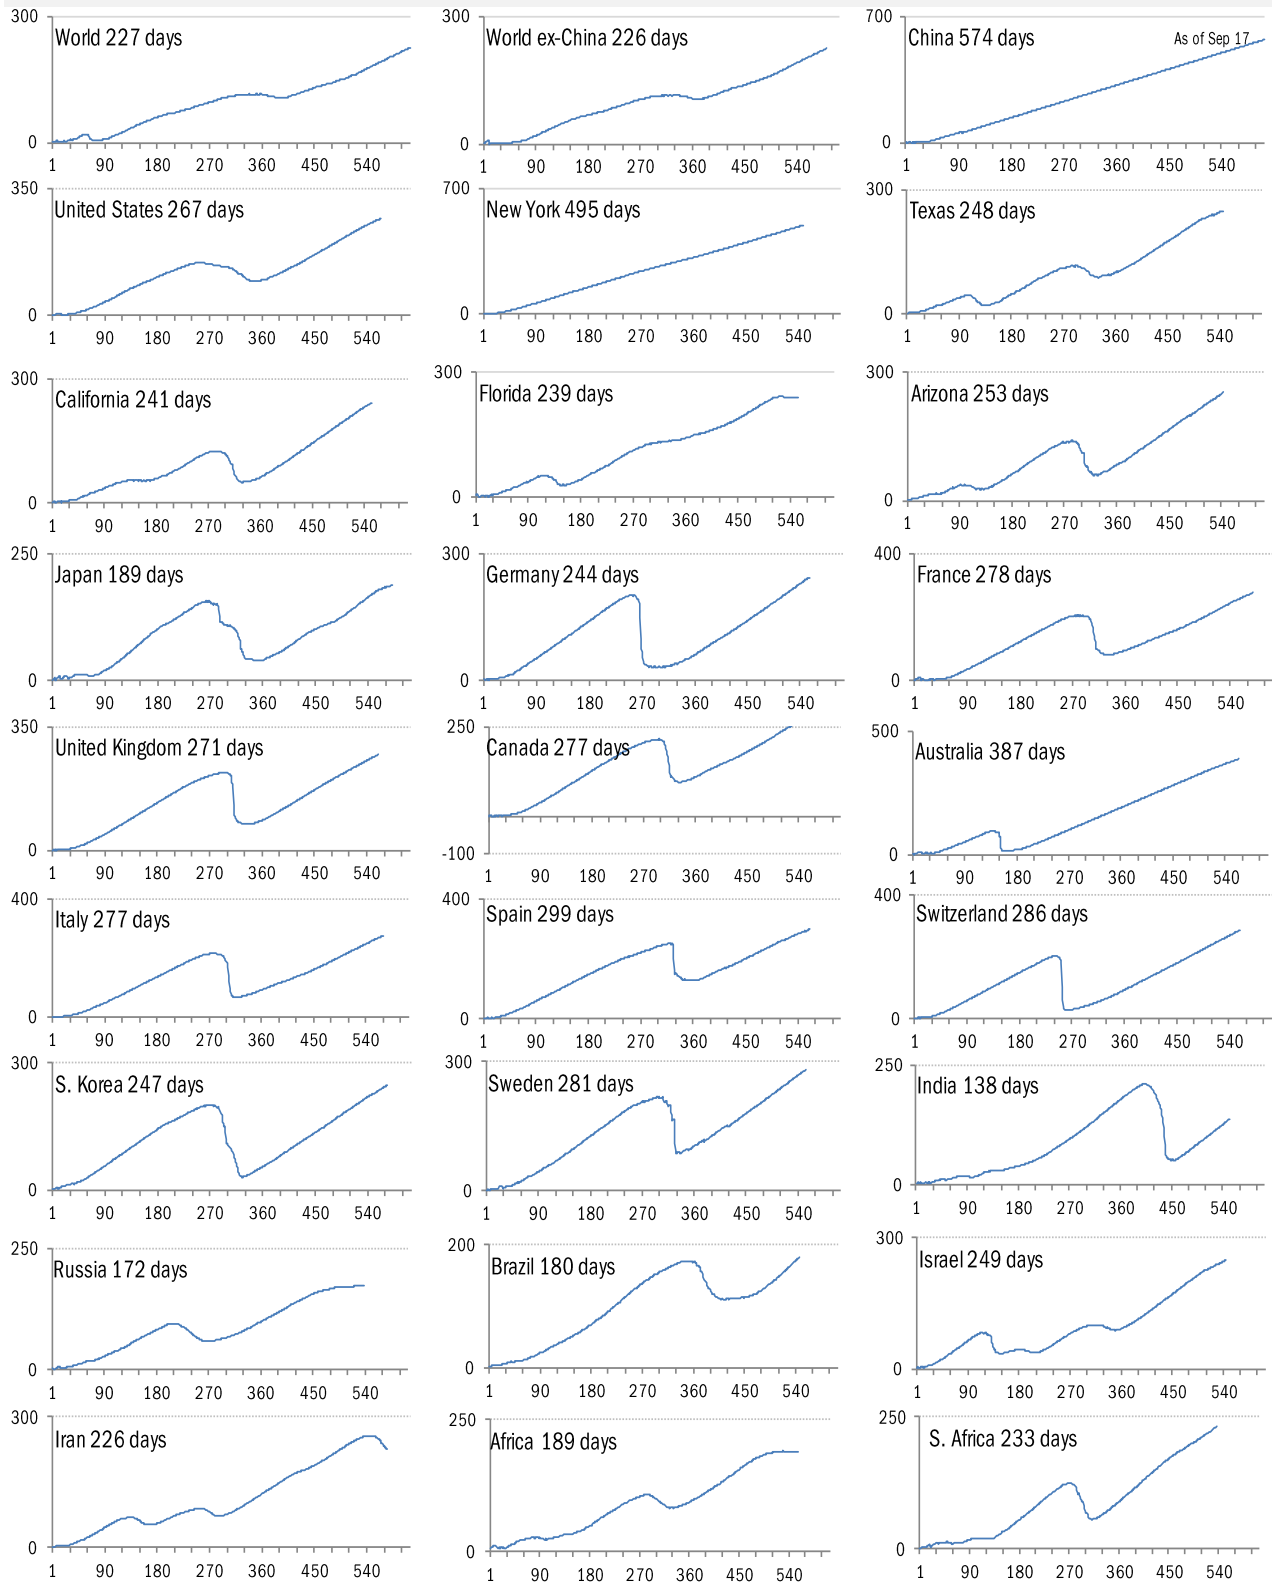 300 300 700
World 227 days World ex-China 226 days China 574 days As of Sep 17
0 0 0
1 90 180 270 360 450 540 1 90 180 270 360 450 540 1 90 180 270 360 450 540
350 700 300
United States 267 days New York 495 days Texas 248 days
0 0 0
1 90 180 270 360 450 540 1 90 180 270 360 450 540 1 90 180 270 360 450 540
300 300 300
California 241 days Florida 239 days Arizona 253 days
0 0 0
1 90 180 270 360 450 540 1 90 180 270 360 450 540 1 90 180 270 360 450 540
250 300 400
Japan 189 days Germany 244 days France 278 days
0 0 0
1 90 180 270 360 450 540 1 90 180 270 360 450 540 1 90 180 270 360 450 540
350 250 500
United Kingdom 271 days Canada 277 days Australia 387 days
0 -100 0
1 90 180 270 360 450 540 1 90 180 270 360 450 540 1 90 180 270 360 450 540
400 400 400
Italy 277 days Spain 299 days Switzerland 286 days
0 0 0
1 90 180 270 360 450 540 1 90 180 270 360 450 540 1 90 180 270 360 450 540
300 300 250
S. Korea 247 days Sweden 281 days India 138 days
0 0 0
1 90 180 270 360 450 540 1 90 180 270 360 450 540 1 90 180 270 360 450 540
250 200 300
Russia 172 days Brazil 180 days Israel 249 days
0 0 0
1 90 180 270 360 450 540 1 90 180 270 360 450 540 1 90 180 270 360 450 540
300 250 250
Iran 226 days Africa 189 days S. Africa 233 days
0 0 0
1 90 180 270 360 450 540 1 90 180 270 360 450 540 1 90 180 270 360 450 540